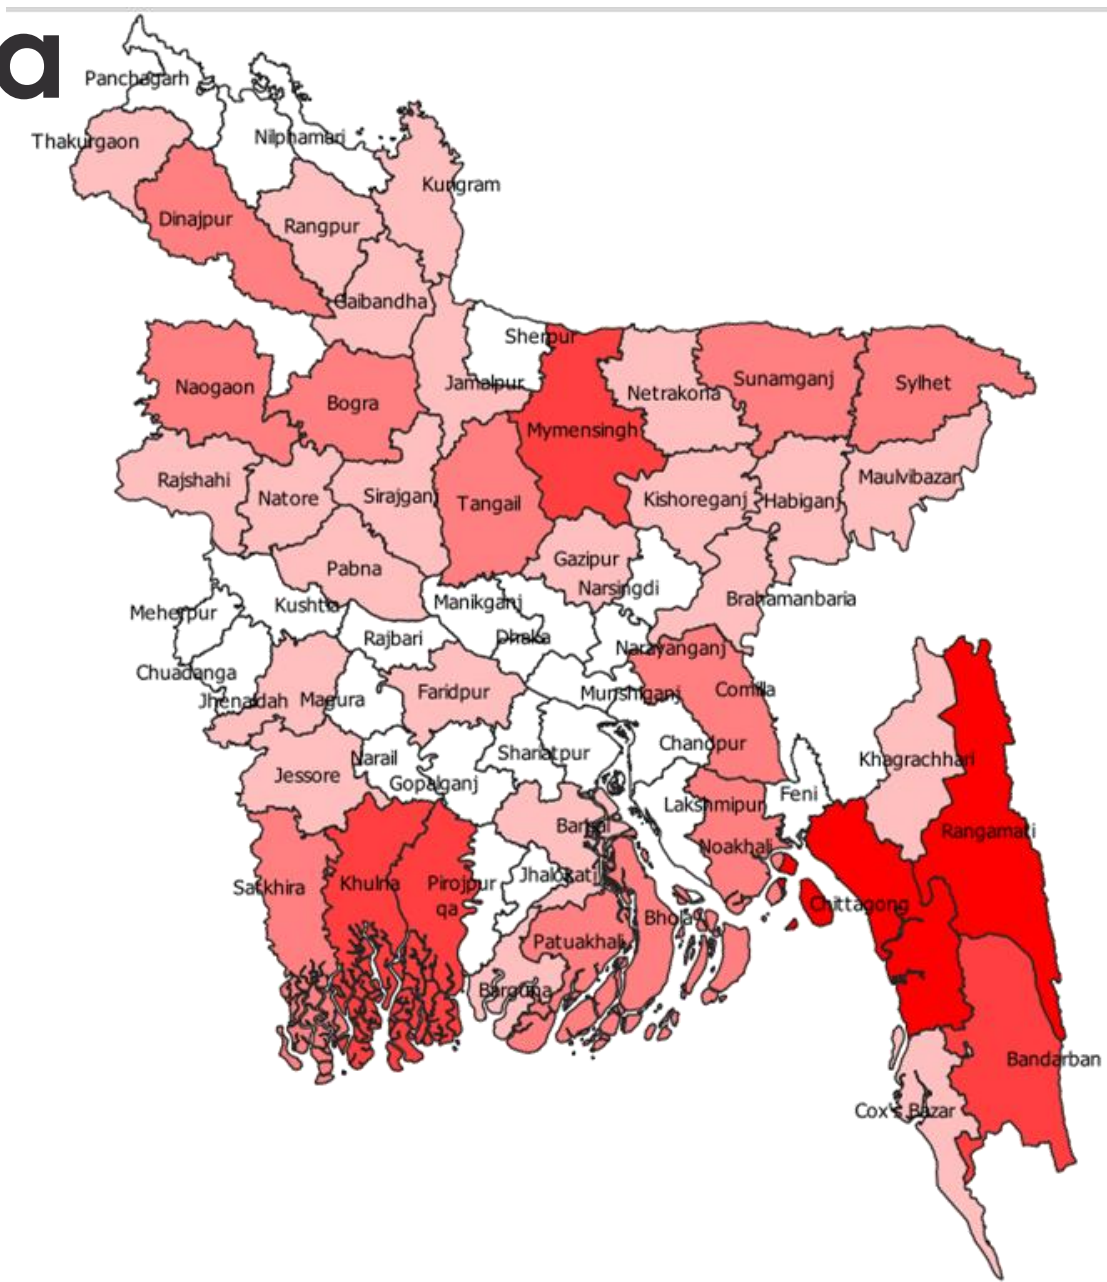 a
Panchagarh
Thakurgaon
Nilphamari
Kurigram
Dinajpur
Rangpur
Gaibandha
Sherpur
Naogaon
Bogra
Jamalpur
Netrakona
Sunamganj
Sylhet
Mymensingh
Rajshahi
Natore
Sirajganj
Tangail
Kishoreganj
Habiganj
Maulvibazar
Pabna
Gazipur
Narsingdi
Meherpur
Kushtia
Manikganj
Brahamanbaria
Rajbari
Dhaka
Narayanganj
Chuadanga
Jhenaidah
Magura
Faridpur
Munshiganj
Comilla
Jessore
Narail
Gopalganj
Shariatpur
Chandpur
Khagrachhari
Lakshmipur
Feni
Barisal
Rangamati
Noakhali
Satkhira
Khulna
Pirojpur
qa
Jhalokati
Bhola
Chittagong
Patuakhali
Barguna
Bandarban
Cox's Bazar